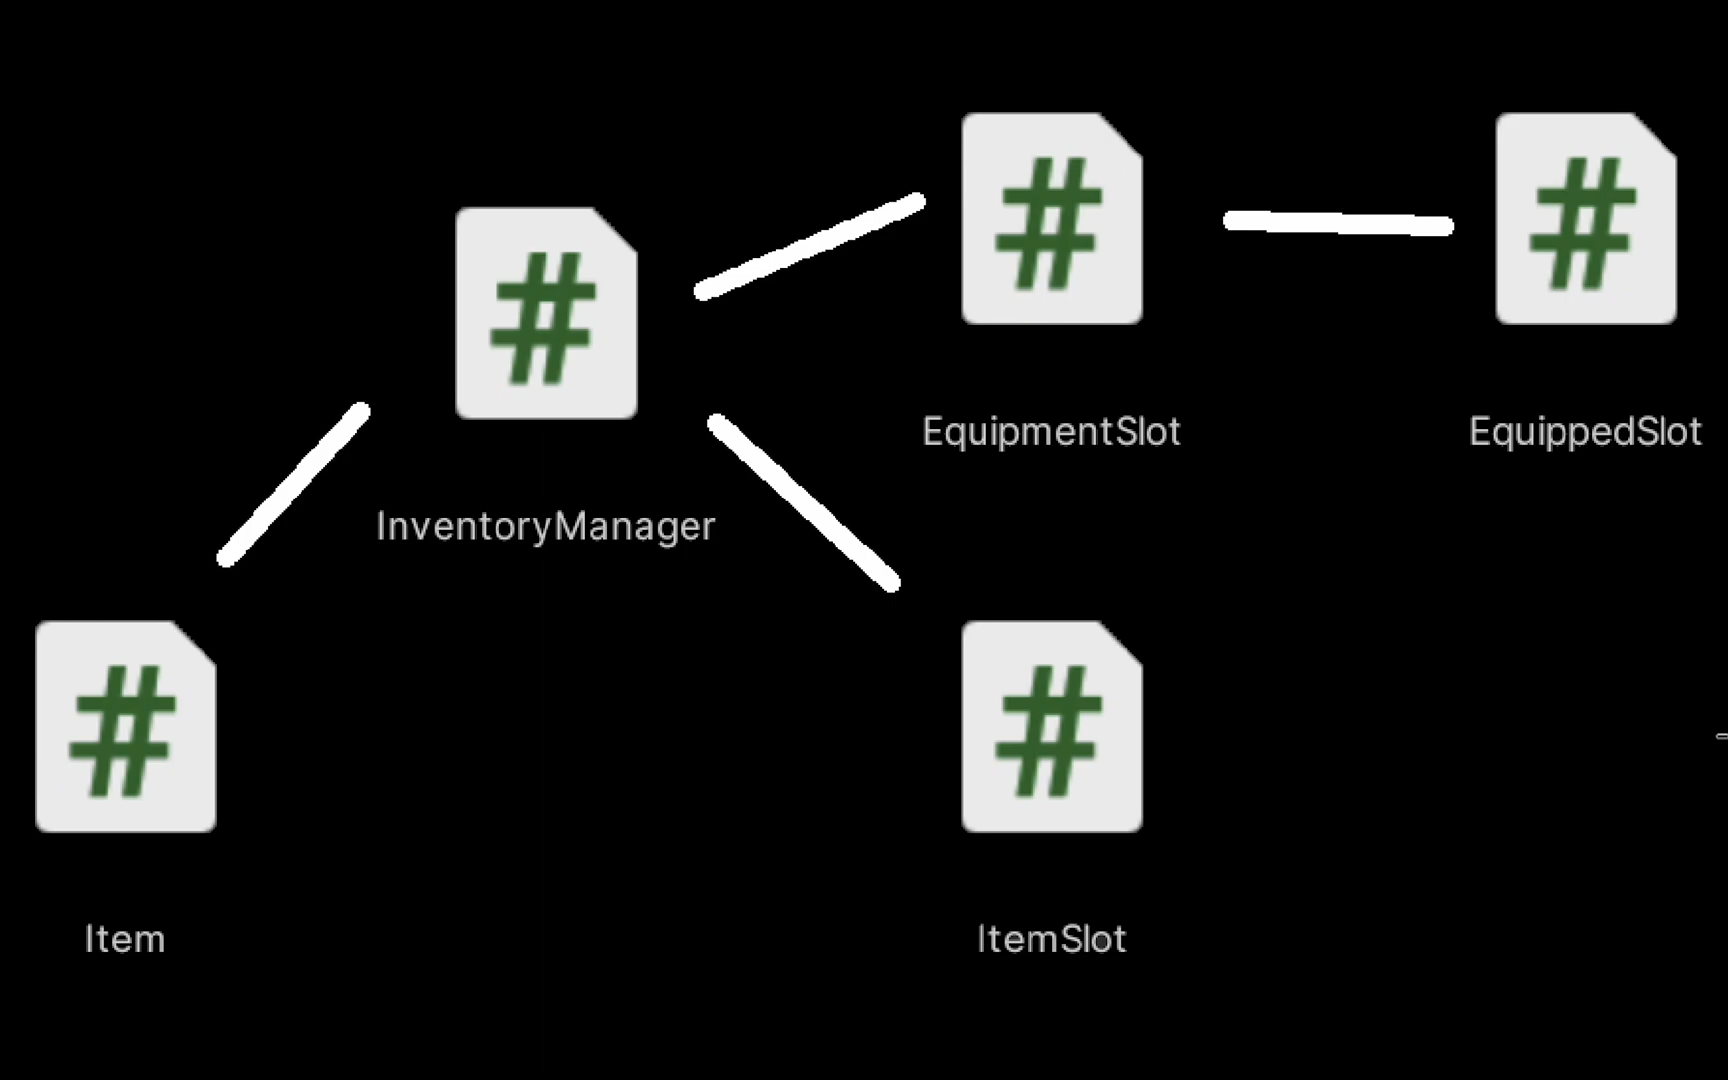 #
#
#
EquipmentSlot
EquippedSlot
InventoryManager
#
#
Item
ItemSlot